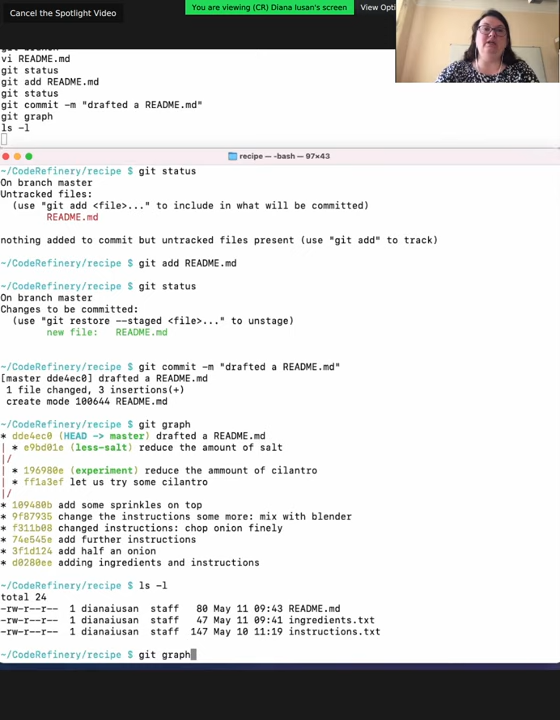 Cancel the Spotlight Video
You are viewing (CR) Diana Iusan's screen
View Opti
vi README.md
git status
git add README.md
git status
git commit -m "drafted a README.md"
git graph
ls -l
recipe — -bash — 97×43
~/CodeRefinery/recipe $ git status
On branch master
Untracked files:
  (use "git add <file>..." to include in what will be committed)
        README.md
nothing added to commit but untracked files present (use "git add" to track)
~/CodeRefinery/recipe $ git add README.md
~/CodeRefinery/recipe $ git status
On branch master
Changes to be committed:
  (use "git restore --staged <file>..." to unstage)
        new file:   README.md
~/CodeRefinery/recipe $ git commit -m "drafted a README.md"
[master dde4ec0] drafted a README.md
 1 file changed, 3 insertions(+)
 create mode 100644 README.md
~/CodeRefinery/recipe $ git graph
* dde4ec0 (HEAD -> master) drafted a README.md
| * e9bd01e (less-salt) reduce the amount of salt
|/
| * 196980e (experiment) reduce the ammount of cilantro
| * ff1a3ef let us try some cilantro
|/
* 109480b add some sprinkles on top
* 9f87935 change the instructions some more: mix with blender
* f311b08 changed instructions: chop onion finely
* 74e545e add further instructions
* 3f1d124 add half an onion
* d0280ee adding ingredients and instructions
~/CodeRefinery/recipe $ ls -l
total 24
-rw-r--r--  1 dianaiusan  staff   80 May 11 09:43 README.md
-rw-r--r--  1 dianaiusan  staff   47 May 11 09:41 ingredients.txt
-rw-r--r--  1 dianaiusan  staff  147 May 10 11:19 instructions.txt
~/CodeRefinery/recipe $ git graph